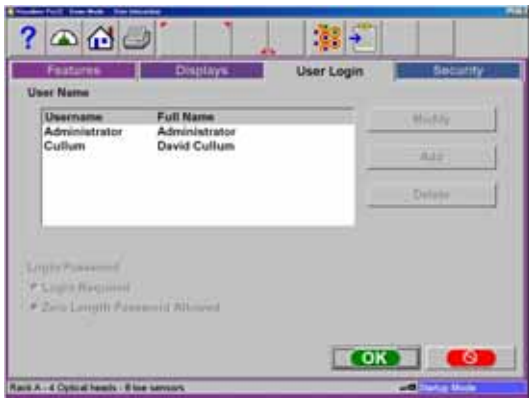 Features Displays User Login Security
User Name
Username Full Name
Administrator Administrator
Cullum David Cullum
Modify
Add
Delete
Login Password
Login Required
Zero Length Password Allowed
OK
Rack A - 4 Optical heads - 8 toe sensors Startup Mode